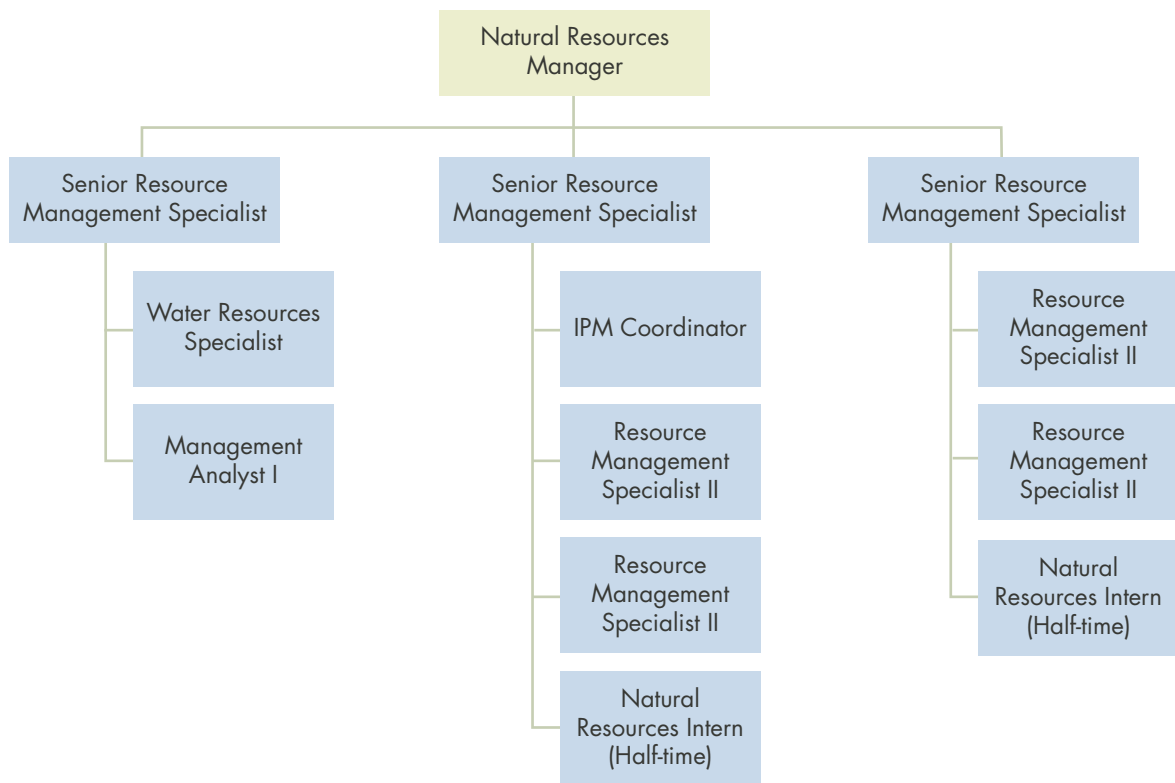 Natural Resources
Manager
Senior Resource
Management Specialist
Water Resources
Specialist
Management
Analyst I
Senior Resource
Management Specialist
IPM Coordinator
Resource
Management
Specialist II
Resource
Management
Specialist II
Natural
Resources Intern
(Half-time)
Senior Resource
Management Specialist
Resource
Management
Specialist II
Resource
Management
Specialist II
Natural
Resources Intern
(Half-time)